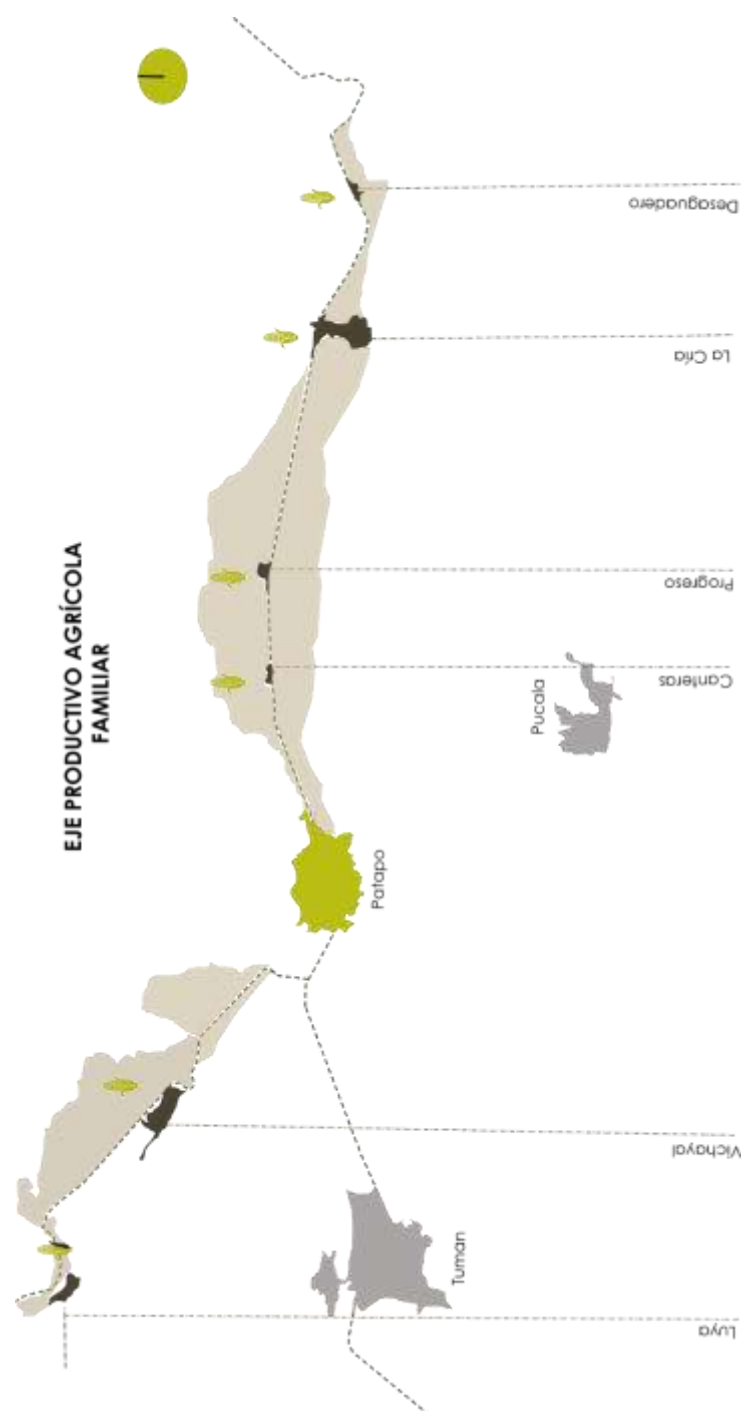 EJE PRODUCTIVO AGRÍCOLA
FAMILIAR
Desaguadero
La Cría
Progreso
Canteras
Pucala
Patapo
Vichayal
Tuman
Luya